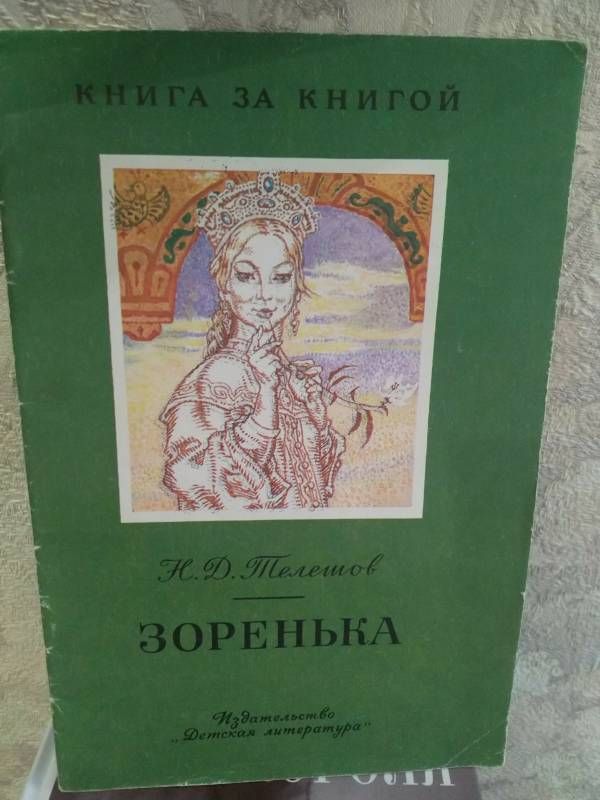 КНИГА ЗА КНИГОЙ
Н. Д. Телешов
ЗОРЕНЬКА
Издательство
„Детская литература"